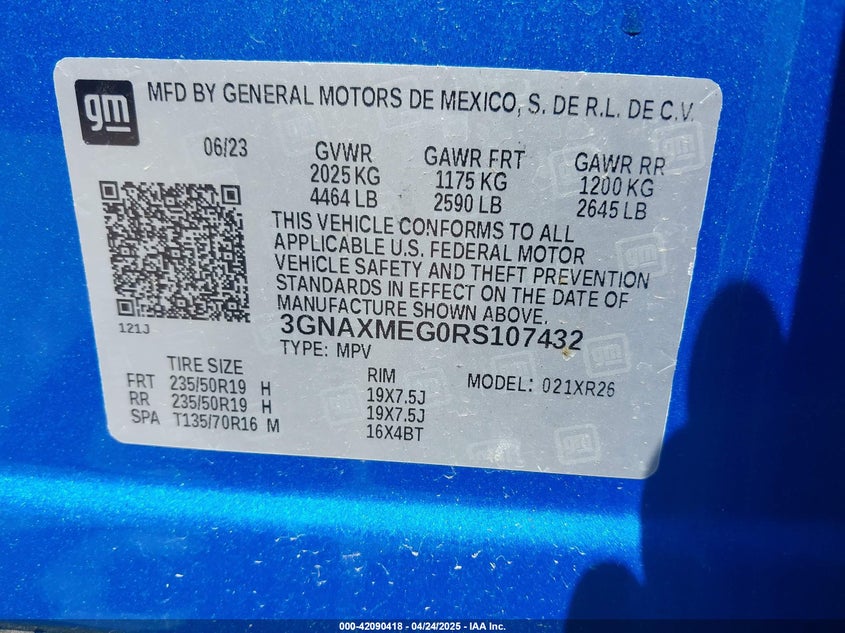 gm
MFD BY GENERAL MOTORS DE MEXICO, S. DE R.L. DE C.V.
06/23
GVWR GAWR FRT GAWR RR
2025 KG 1175 KG 1200 KG
4464 LB 2590 LB 2645 LB
THIS VEHICLE CONFORMS TO ALL
APPLICABLE U.S. FEDERAL MOTOR
VEHICLE SAFETY AND THEFT PREVENTION
STANDARDS IN EFFECT ON THE DATE OF
MANUFACTURE SHOWN ABOVE.
121J
3GNAXMEG0RS107432
TYPE: MPV
MODEL: 021XR26
TIRE SIZE RIM
FRT 235/50R19 H 19X7.5J
RR 235/50R19 H 19X7.5J
SPA T135/70R16 M 16X4BT
000-42090418 - 04/24/2025 - IAA Inc.